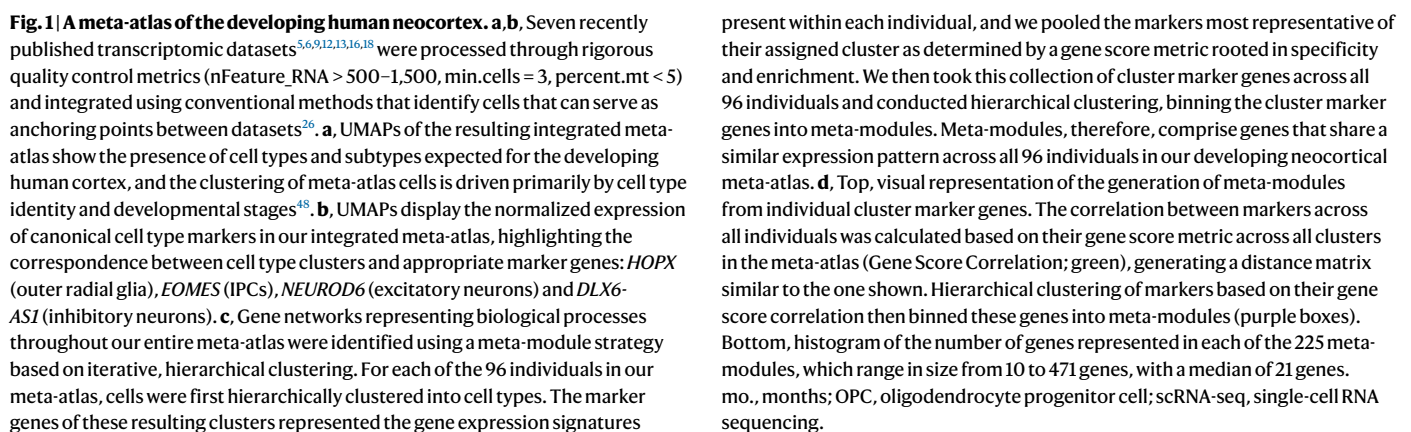 Fig. 1 | A meta-atlas of the developing human neocortex. a,b, Seven recently
published transcriptomic datasets5,6,9,12,13,16,18 were processed through rigorous
quality control metrics (nFeature_RNA > 500–1,500, min.cells = 3, percent.mt < 5)
and integrated using conventional methods that identify cells that can serve as
anchoring points between datasets26. a, UMAPs of the resulting integrated meta-
atlas show the presence of cell types and subtypes expected for the developing
human cortex, and the clustering of meta-atlas cells is driven primarily by cell type
identity and developmental stages48. b, UMAPs display the normalized expression
of canonical cell type markers in our integrated meta-atlas, highlighting the
correspondence between cell type clusters and appropriate marker genes: HOPX
(outer radial glia), EOMES (IPCs), NEUROD6 (excitatory neurons) and DLX6-
AS1 (inhibitory neurons). c, Gene networks representing biological processes
throughout our entire meta-atlas were identified using a meta-module strategy
based on iterative, hierarchical clustering. For each of the 96 individuals in our
meta-atlas, cells were first hierarchically clustered into cell types. The marker
genes of these resulting clusters represented the gene expression signatures
present within each individual, and we pooled the markers most representative of
their assigned cluster as determined by a gene score metric rooted in specificity
and enrichment. We then took this collection of cluster marker genes across all
96 individuals and conducted hierarchical clustering, binning the cluster marker
genes into meta-modules. Meta-modules, therefore, comprise genes that share a
similar expression pattern across all 96 individuals in our developing neocortical
meta-atlas. d, Top, visual representation of the generation of meta-modules
from individual cluster marker genes. The correlation between markers across
all individuals was calculated based on their gene score metric across all clusters
in the meta-atlas (Gene Score Correlation; green), generating a distance matrix
similar to the one shown. Hierarchical clustering of markers based on their gene
score correlation then binned these genes into meta-modules (purple boxes).
Bottom, histogram of the number of genes represented in each of the 225 meta-
modules, which range in size from 10 to 471 genes, with a median of 21 genes.
mo., months; OPC, oligodendrocyte progenitor cell; scRNA-seq, single-cell RNA
sequencing.